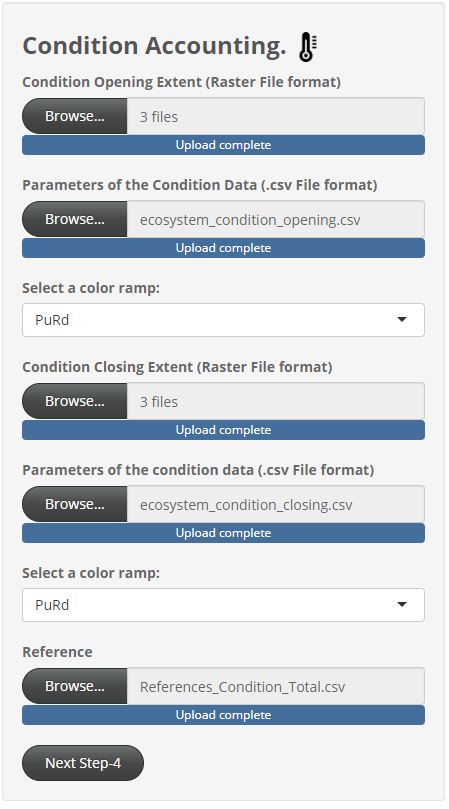 Condition Accounting.
Condition Opening Extent (Raster File format)
Browse... 3 files
Upload complete
Parameters of the Condition Data (.csv File format)
Browse... ecosystem_condition_opening.csv
Upload complete
Select a color ramp:
PuRd
Condition Closing Extent (Raster File format)
Browse... 3 files
Upload complete
Parameters of the condition data (.csv File format)
Browse... ecosystem_condition_closing.csv
Upload complete
Select a color ramp:
PuRd
Reference
Browse... References_Condition_Total.csv
Upload complete
Next Step-4